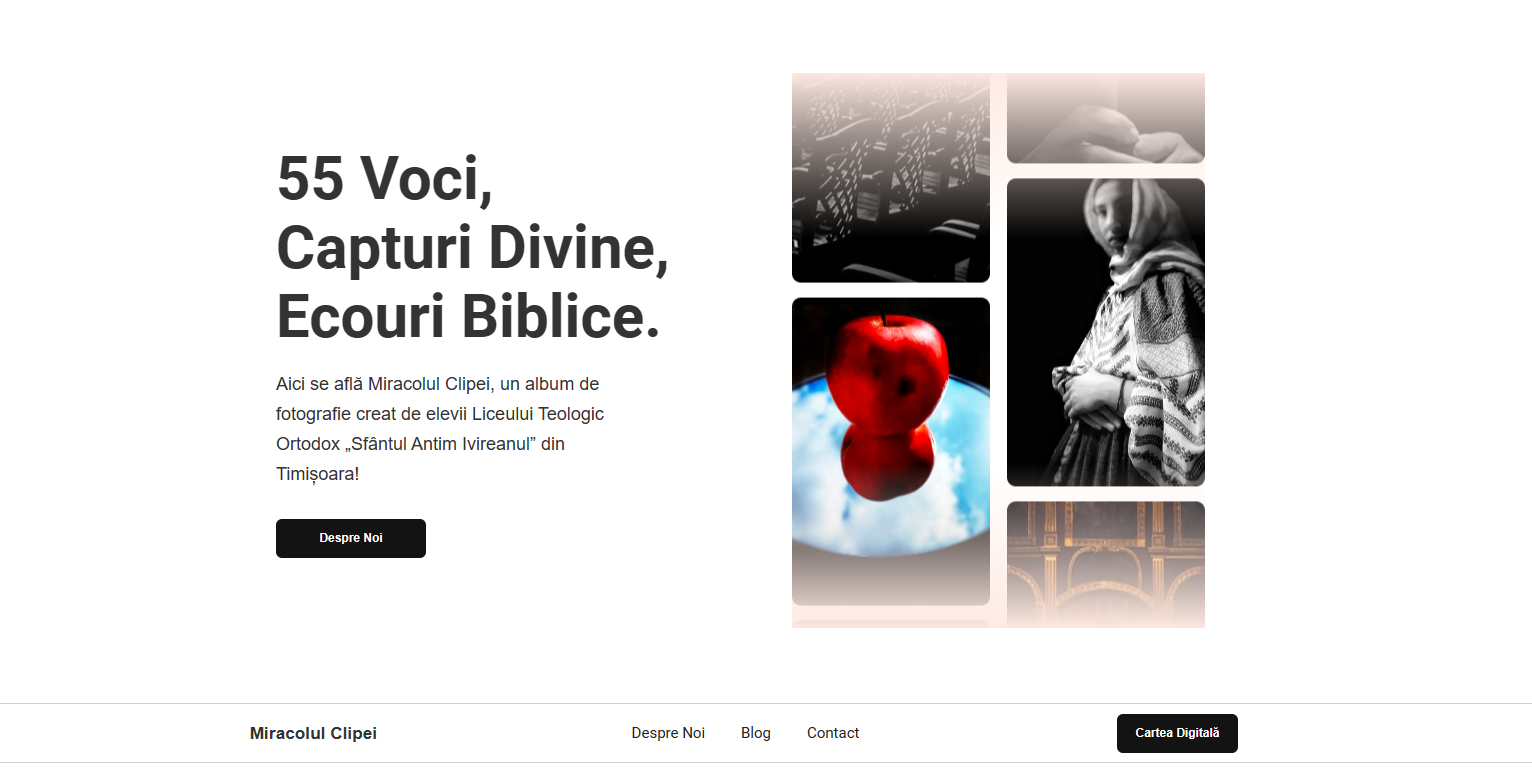 55 Voci,
Capturi Divine,
Ecouri Biblice.
Aici se află Miracolul Clipei, un album de
fotografie creat de elevii Liceului Teologic
Ortodox „Sfântul Antim Ivireanul” din
Timișoara!
Despre Noi
Miracolul Clipei
Despre Noi
Blog
Contact
Cartea Digitală